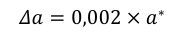 Δa = 0,002 × a*